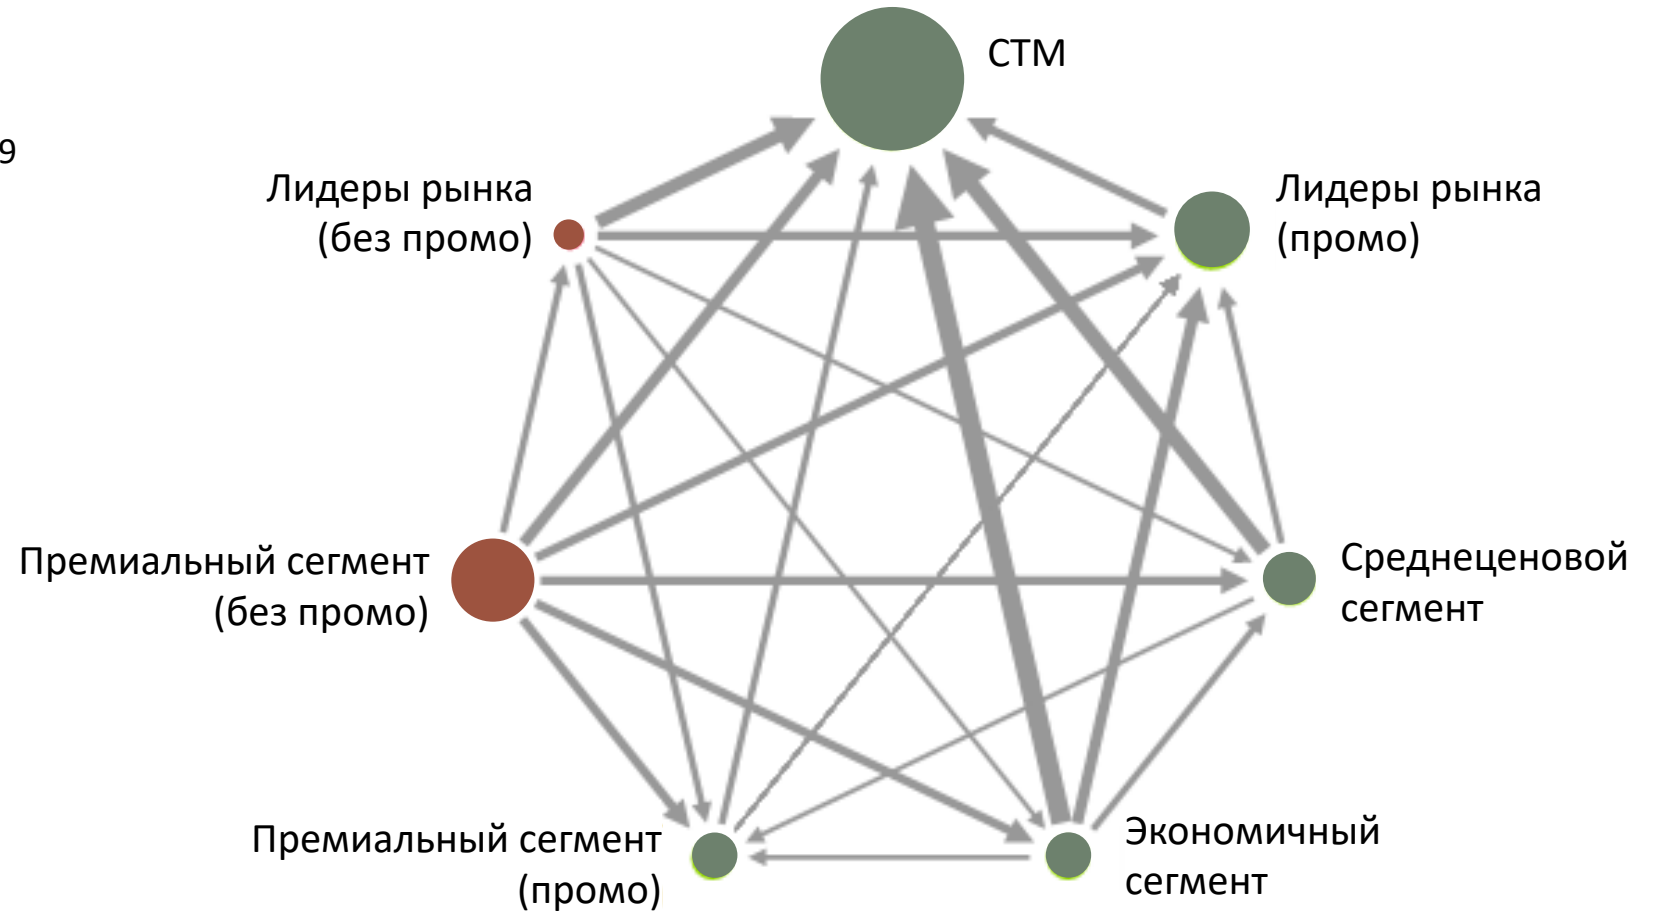 СТМ
9
Лидеры рынка
(без промо)
Лидеры рынка
(промо)
Премиальный сегмент
(без промо)
Среднеценовой
сегмент
Премиальный сегмент
(промо)
Экономичный
сегмент